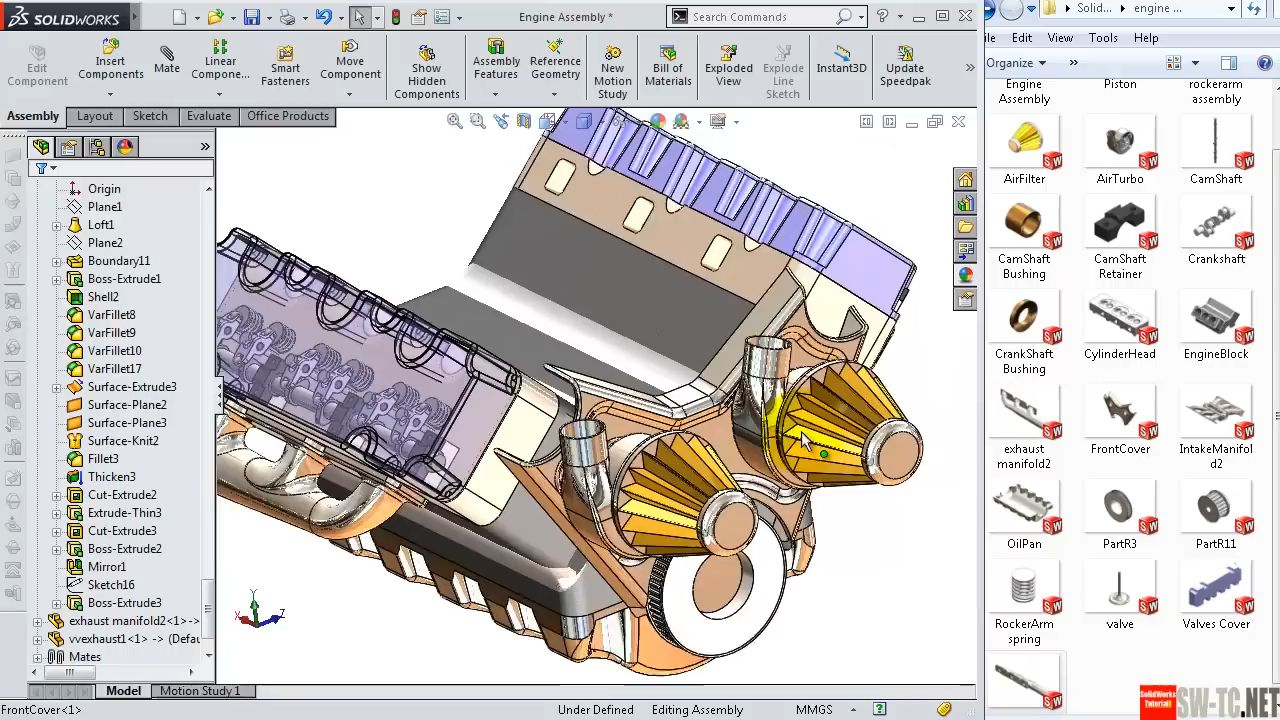 SOLIDWORKS
Engine Assembly *
Search Commands
Edit Component
Insert Components
Mate
Linear Compone...
Smart Fasteners
Move Component
Show Hidden Components
Assembly Features
Reference Geometry
New Motion Study
Bill of Materials
Exploded View
Explode Line Sketch
Instant3D
Update Speedpak
Assembly
Layout
Sketch
Evaluate
Office Products
Origin
Plane1
Loft1
Plane2
Boundary11
Boss-Extrude1
Shell2
VarFillet8
VarFillet9
VarFillet10
VarFillet17
Surface-Extrude3
Surface-Plane2
Surface-Plane3
Surface-Knit2
Fillet3
Thicken3
Cut-Extrude2
Extrude-Thin3
Cut-Extrude3
Boss-Extrude2
Mirror1
Sketch16
Boss-Extrude3
exhaust manifold2<1> ->
vvexhaust1<1> -> (Defau
Mates
Y
X
Z
Model
Motion Study 1
FrontCover<1>
Under Defined
Editing Assembly
MMGS
Solid...
engine ...
ile
Edit
View
Tools
Help
Organize
»
Engine Assembly
Piston
rockerarm assembly
AirFilter
AirTurbo
CamShaft
CamShaft Bushing
CamShaft Retainer
Crankshaft
CrankShaft Bushing
CylinderHead
EngineBlock
exhaust manifold2
FrontCover
IntakeManifol d2
OilPan
PartR3
PartR11
RockerArm spring
valve
Valves Cover
SolidWorks Tutorial
SW-TC.NET